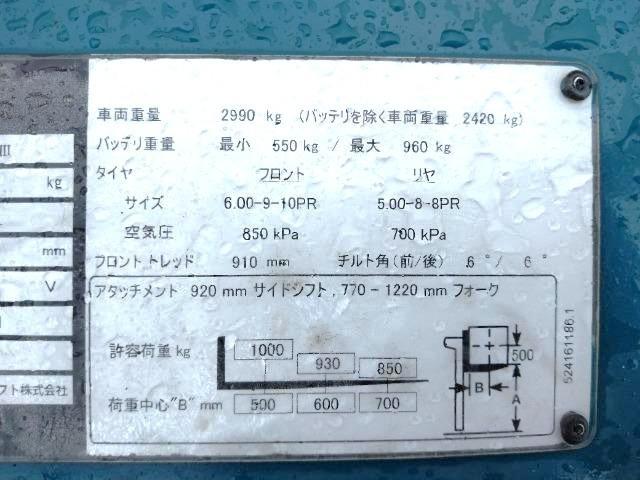 III
kg
mm
V
フト株式会社
車両重量 2990 kg (バッテリを除く車両重量 2420 kg)
バッテリ重量 最小 550 kg / 最大 960 kg
タイヤ フロント リヤ
サイズ 6.00-9-10PR 5.00-8-8PR
空気圧 850 kPa 700 kPa
フロントトレッド 910 mm チルト角(前/後) 6°/ 6°
アタッチメント 920 mm サイドシフト, 770-1220 mm フォーク
許容荷重 kg 1000 930 850
荷重中心"B" mm 500 600 700
500
B
A
524161186.1